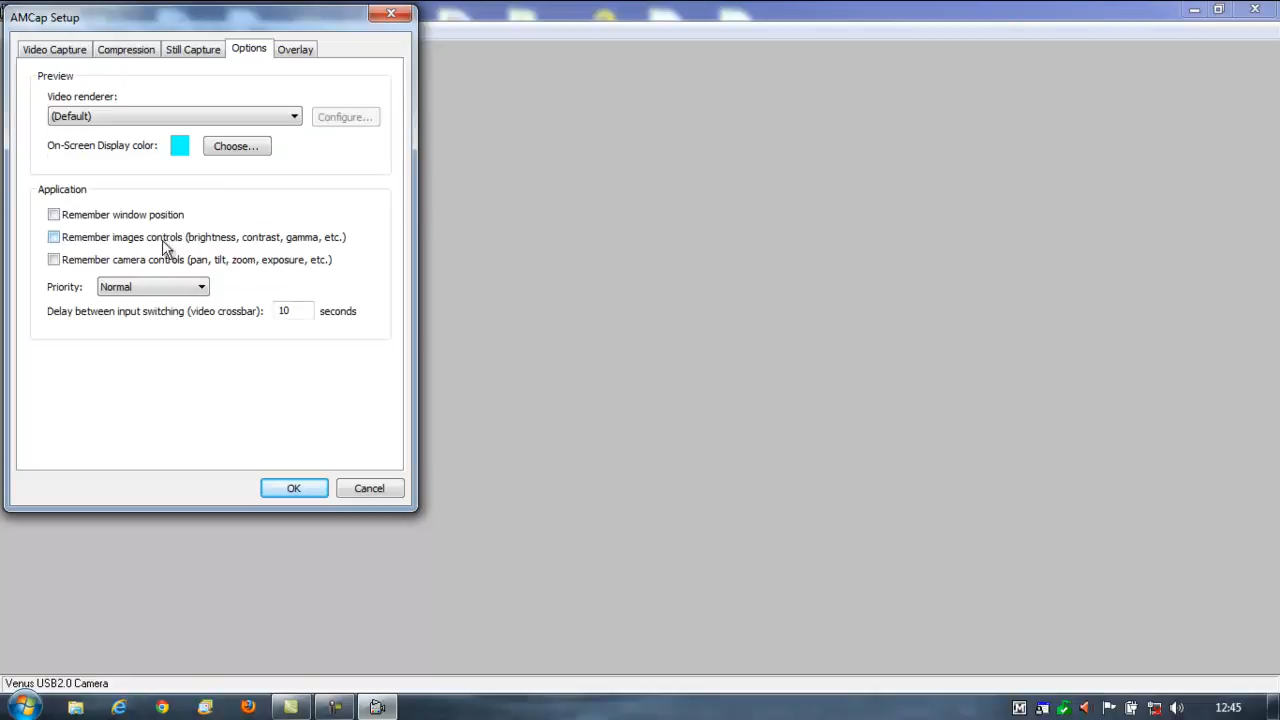 AMCap Setup
Video Capture Compression Still Capture Options Overlay
Preview
Video renderer:
(Default) Configure...
On-Screen Display color: Choose...
Application
Remember window position
Remember images controls (brightness, contrast, gamma, etc.)
Remember camera controls (pan, tilt, zoom, exposure, etc.)
Priority: Normal
Delay between input switching (video crossbar): 10 seconds
OK Cancel
Venus USB2.0 Camera
12:45